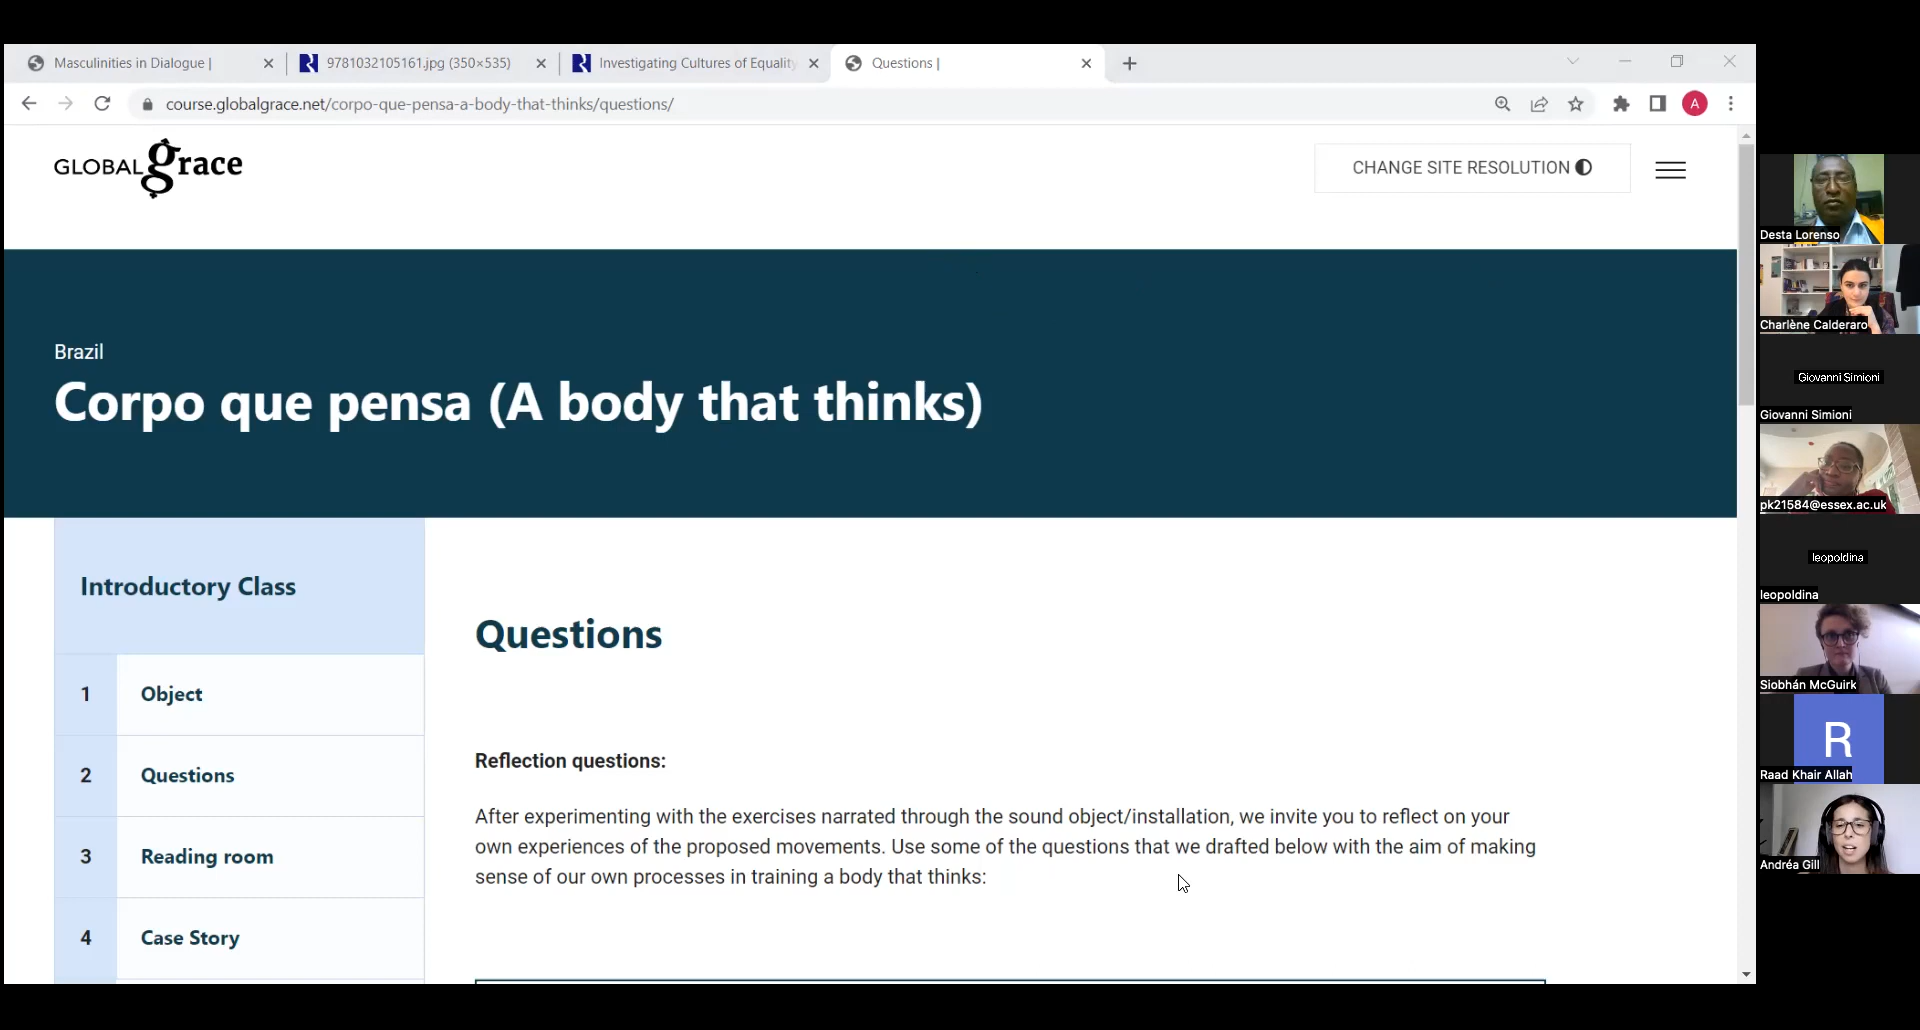 Masculinities in Dialogue |
9781032105161.jpg (350×535)
Investigating Cultures of Equality
Questions |
course.globalgrace.net/corpo-que-pensa-a-body-that-thinks/questions/
A
GLOBAL grace
CHANGE SITE RESOLUTION
Brazil
Corpo que pensa (A body that thinks)
Introductory Class
1 Object
2 Questions
3 Reading room
4 Case Story
Questions
Reflection questions:
After experimenting with the exercises narrated through the sound object/installation, we invite you to reflect on your
own experiences of the proposed movements. Use some of the questions that we drafted below with the aim of making
sense of our own processes in training a body that thinks:
Desta Lorenso
Charlène Calderaro
Giovanni Simioni
Giovanni Simioni
pk21584@essex.ac.uk
leopoldina
leopoldina
Siobhán McGuirk
R
Raad Khair Allah
Andréa Gill